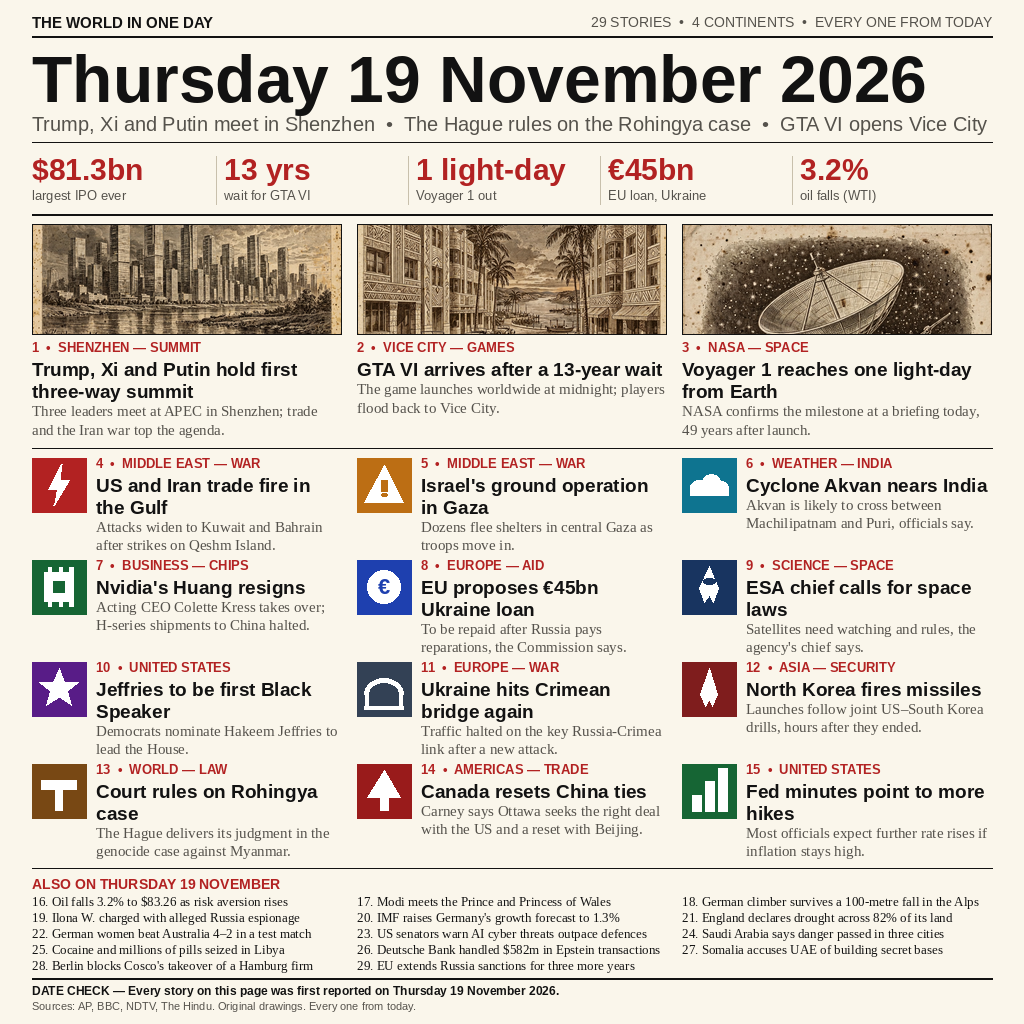 THE WORLD IN ONE DAY
29 STORIES • 4 CONTINENTS • EVERY ONE FROM TODAY
Thursday 19 November 2026
Trump, Xi and Putin meet in Shenzhen • The Hague rules on the Rohingya case • GTA VI opens Vice City
$81.3bn
largest IPO ever
13 yrs
wait for GTA VI
1 light-day
Voyager 1 out
€45bn
EU loan, Ukraine
3.2%
oil falls (WTI)
1 • SHENZHEN — SUMMIT
Trump, Xi and Putin hold first
three-way summit
Three leaders meet at APEC in Shenzhen; trade
and the Iran war top the agenda.
2 • VICE CITY — GAMES
GTA VI arrives after a 13-year wait
The game launches worldwide at midnight; players
flood back to Vice City.
3 • NASA — SPACE
Voyager 1 reaches one light-day
from Earth
NASA confirms the milestone at a briefing today,
49 years after launch.
4 • MIDDLE EAST — WAR
US and Iran trade fire in
the Gulf
Attacks widen to Kuwait and Bahrain
after strikes on Qeshm Island.
5 • MIDDLE EAST — WAR
Israel's ground operation
in Gaza
Dozens flee shelters in central Gaza as
troops move in.
6 • WEATHER — INDIA
Cyclone Akvan nears India
Akvan is likely to cross between
Machilipatnam and Puri, officials say.
7 • BUSINESS — CHIPS
Nvidia's Huang resigns
Acting CEO Colette Kress takes over;
H-series shipments to China halted.
€
8 • EUROPE — AID
EU proposes €45bn
Ukraine loan
To be repaid after Russia pays
reparations, the Commission says.
9 • SCIENCE — SPACE
ESA chief calls for space
laws
Satellites need watching and rules, the
agency's chief says.
10 • UNITED STATES
Jeffries to be first Black
Speaker
Democrats nominate Hakeem Jeffries to
lead the House.
11 • EUROPE — WAR
Ukraine hits Crimean
bridge again
Traffic halted on the key Russia-Crimea
link after a new attack.
12 • ASIA — SECURITY
North Korea fires missiles
Launches follow joint US–South Korea
drills, hours after they ended.
13 • WORLD — LAW
Court rules on Rohingya
case
The Hague delivers its judgment in the
genocide case against Myanmar.
14 • AMERICAS — TRADE
Canada resets China ties
Carney says Ottawa seeks the right deal
with the US and a reset with Beijing.
15 • UNITED STATES
Fed minutes point to more
hikes
Most officials expect further rate rises if
inflation stays high.
ALSO ON THURSDAY 19 NOVEMBER
16. Oil falls 3.2% to $83.26 as risk aversion rises
17. Modi meets the Prince and Princess of Wales
18. German climber survives a 100-metre fall in the Alps
19. Ilona W. charged with alleged Russia espionage
20. IMF raises Germany's growth forecast to 1.3%
21. England declares drought across 82% of its land
22. German women beat Australia 4–2 in a test match
23. US senators warn AI cyber threats outpace defences
24. Saudi Arabia says danger passed in three cities
25. Cocaine and millions of pills seized in Libya
26. Deutsche Bank handled $582m in Epstein transactions
27. Somalia accuses UAE of building secret bases
28. Berlin blocks Cosco's takeover of a Hamburg firm
29. EU extends Russia sanctions for three more years
DATE CHECK — Every story on this page was first reported on Thursday 19 November 2026.
Sources: AP, BBC, NDTV, The Hindu. Original drawings. Every one from today.